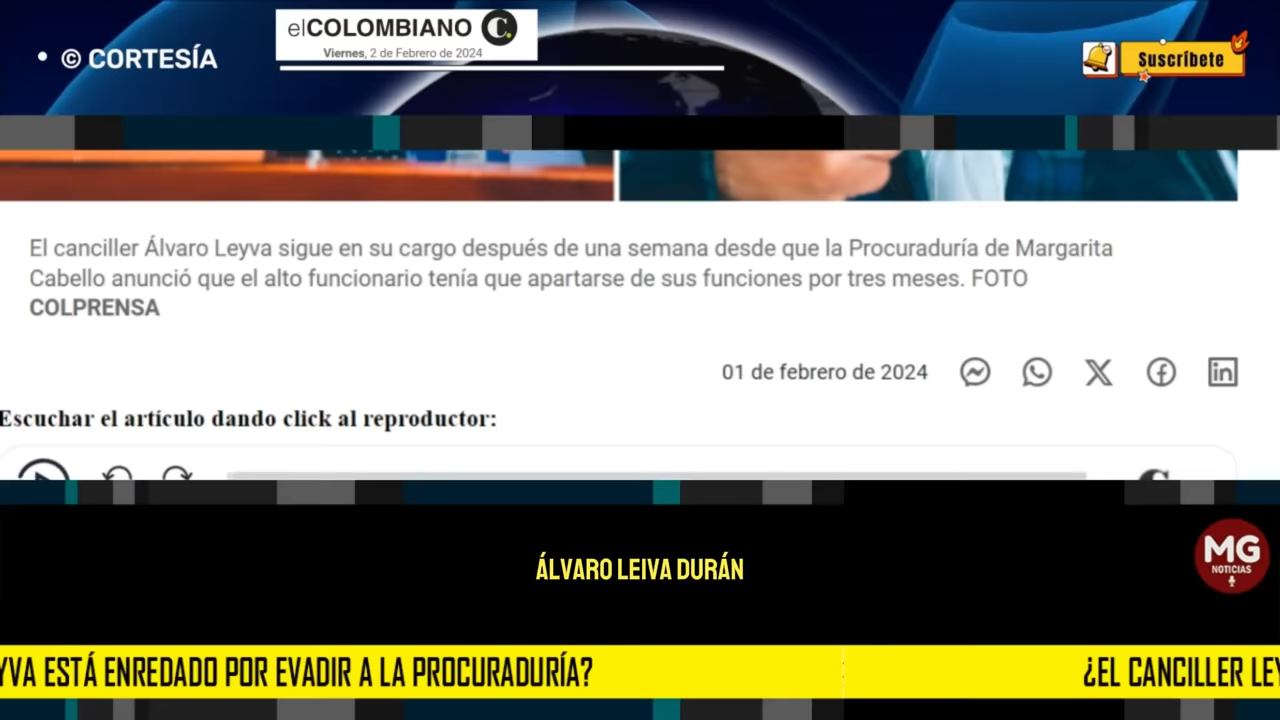 • © CORTESÍA
elCOLOMBIANO
Viernes, 2 de Febrero de 2024
Suscríbete
El canciller Álvaro Leyva sigue en su cargo después de una semana desde que la Procuraduría de Margarita
Cabello anunció que el alto funcionario tenía que apartarse de sus funciones por tres meses. FOTO
COLPRENSA
01 de febrero de 2024
Escuchar el artículo dando click al reproductor:
ÁLVARO LEIVA DURÁN
MG
NOTICIAS
YVA ESTÁ ENREDADO POR EVADIR A LA PROCURADURÍA? ¿EL CANCILLER LEY